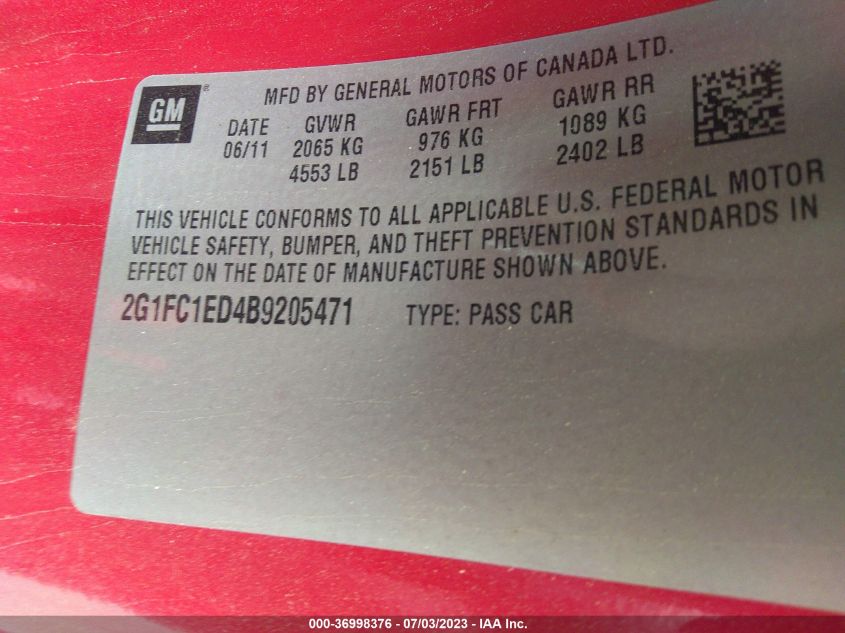 GM®
MFD BY GENERAL MOTORS OF CANADA LTD.
DATE GVWR GAWR FRT GAWR RR
06/11 2065 KG 976 KG 1089 KG
4553 LB 2151 LB 2402 LB
THIS VEHICLE CONFORMS TO ALL APPLICABLE U.S. FEDERAL MOTOR
VEHICLE SAFETY, BUMPER, AND THEFT PREVENTION STANDARDS IN
EFFECT ON THE DATE OF MANUFACTURE SHOWN ABOVE.
2G1FC1ED4B9205471 TYPE: PASS CAR
000-36998376 - 07/03/2023 - IAA Inc.